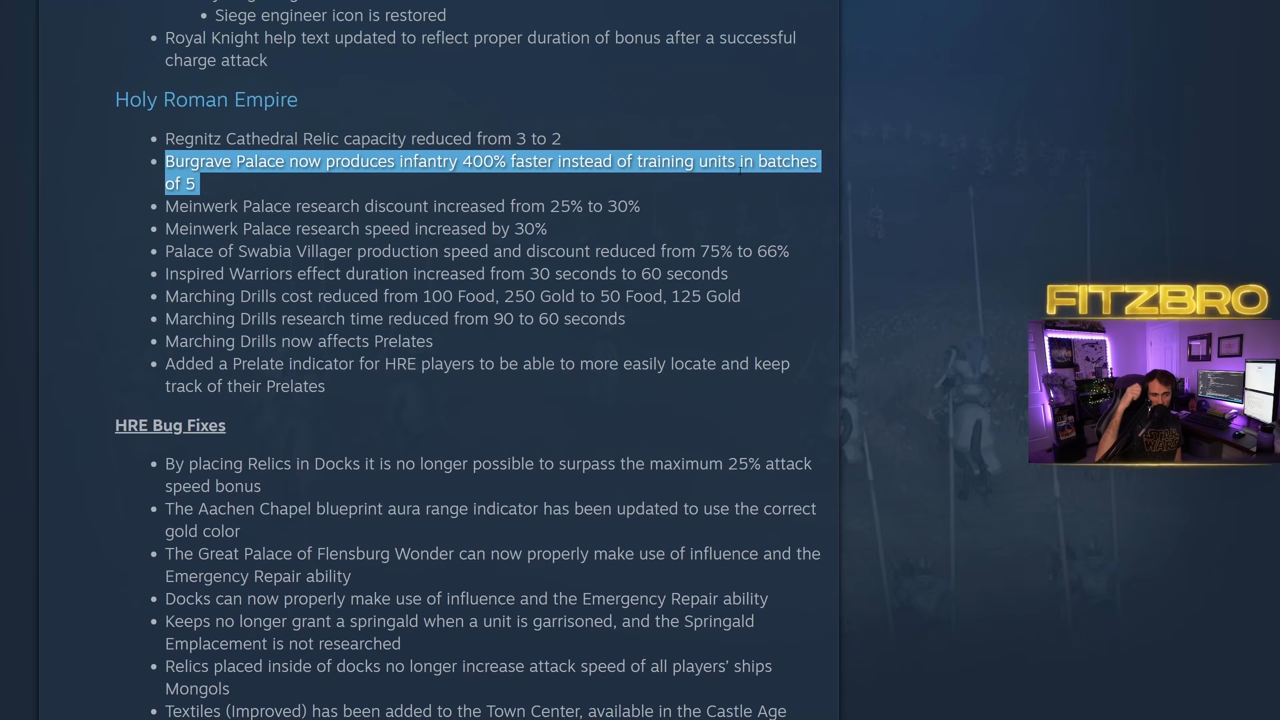 Siege engineer icon is restored
Royal Knight help text updated to reflect proper duration of bonus after a successful
charge attack
Holy Roman Empire
Regnitz Cathedral Relic capacity reduced from 3 to 2
Burgrave Palace now produces infantry 400% faster instead of training units in batches
of 5
Meinwerk Palace research discount increased from 25% to 30%
Meinwerk Palace research speed increased by 30%
Palace of Swabia Villager production speed and discount reduced from 75% to 66%
Inspired Warriors effect duration increased from 30 seconds to 60 seconds
Marching Drills cost reduced from 100 Food, 250 Gold to 50 Food, 125 Gold
Marching Drills research time reduced from 90 to 60 seconds
Marching Drills now affects Prelates
Added a Prelate indicator for HRE players to be able to more easily locate and keep
track of their Prelates
HRE Bug Fixes
By placing Relics in Docks it is no longer possible to surpass the maximum 25% attack
speed bonus
The Aachen Chapel blueprint aura range indicator has been updated to use the correct
gold color
The Great Palace of Flensburg Wonder can now properly make use of influence and the
Emergency Repair ability
Docks can now properly make use of influence and the Emergency Repair ability
Keeps no longer grant a springald when a unit is garrisoned, and the Springald
Emplacement is not researched
Relics placed inside of docks no longer increase attack speed of all players’ ships
Mongols
Textiles (Improved) has been added to the Town Center, available in the Castle Age
FITZBRO
STAR
WARS